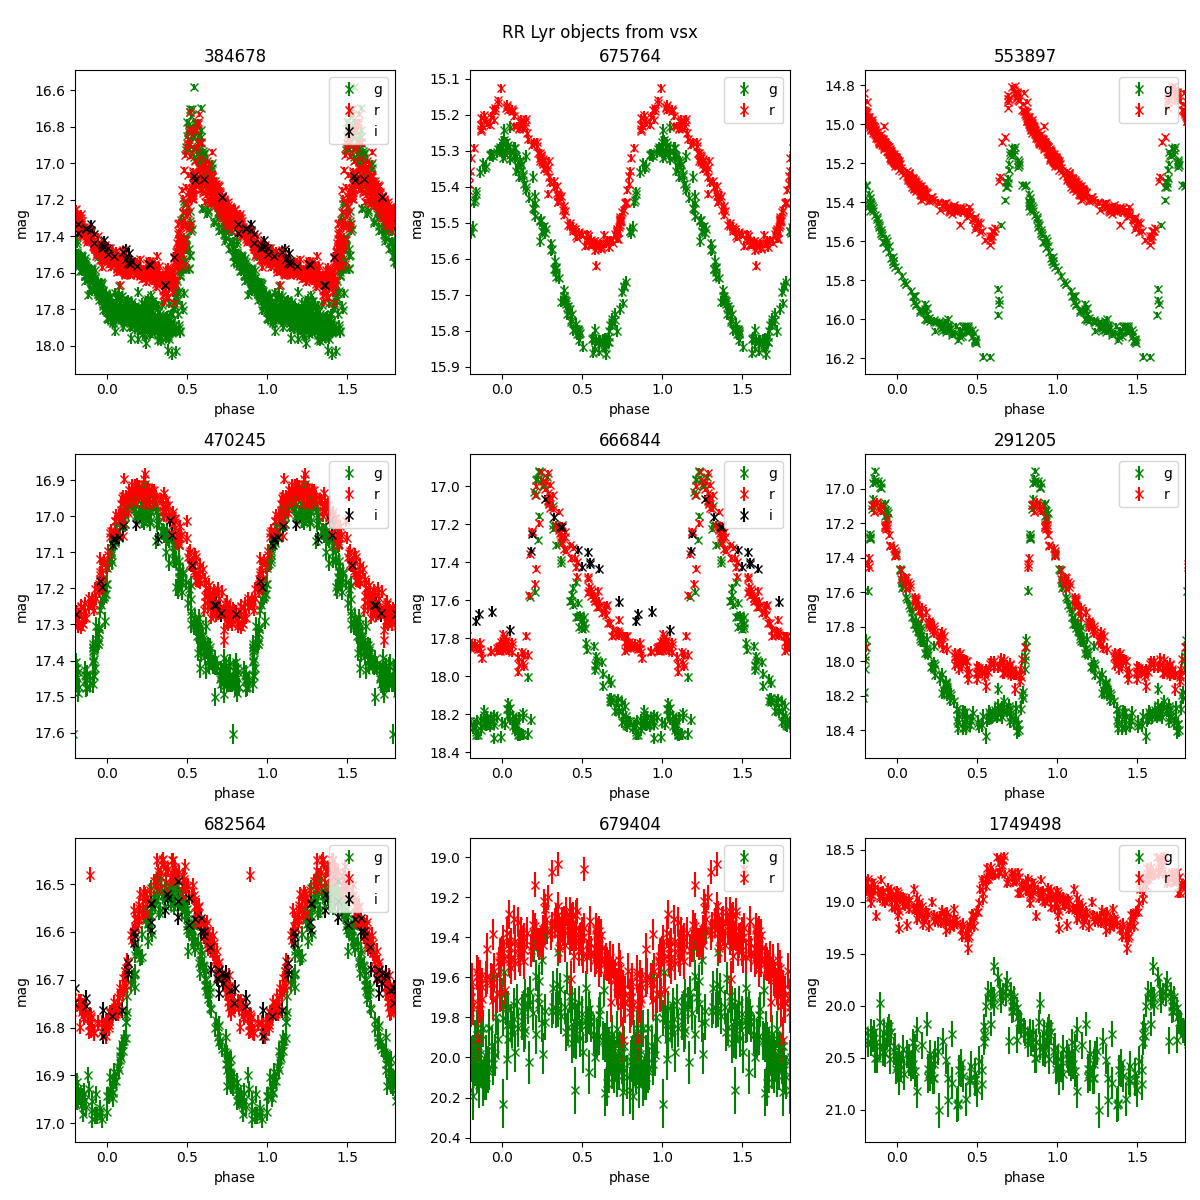 RR Lyr objects from vsx
384678
16.6
16.8
17.0
17.2
17.4
17.6
17.8
18.0
mag
0.0 0.5 1.0 1.5
phase
g
r
i
675764
15.1
15.2
15.3
15.4
15.5
15.6
15.7
15.8
15.9
mag
0.0 0.5 1.0 1.5
phase
g
r
553897
14.8
15.0
15.2
15.4
15.6
15.8
16.0
16.2
mag
0.0 0.5 1.0 1.5
phase
g
r
470245
16.9
17.0
17.1
17.2
17.3
17.4
17.5
17.6
mag
0.0 0.5 1.0 1.5
phase
g
r
i
666844
17.0
17.2
17.4
17.6
17.8
18.0
18.2
18.4
mag
0.0 0.5 1.0 1.5
phase
g
r
i
291205
17.0
17.2
17.4
17.6
17.8
18.0
18.2
18.4
mag
0.0 0.5 1.0 1.5
phase
g
r
682564
16.5
16.6
16.7
16.8
16.9
17.0
mag
0.0 0.5 1.0 1.5
phase
g
r
i
679404
19.0
19.2
19.4
19.6
19.8
20.0
20.2
20.4
mag
0.0 0.5 1.0 1.5
phase
g
r
1749498
18.5
19.0
19.5
20.0
20.5
21.0
mag
0.0 0.5 1.0 1.5
phase
g
r